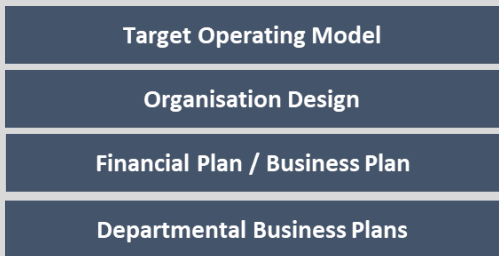 Target Operating Model
Organisation Design
Financial Plan / Business Plan
Departmental Business Plans